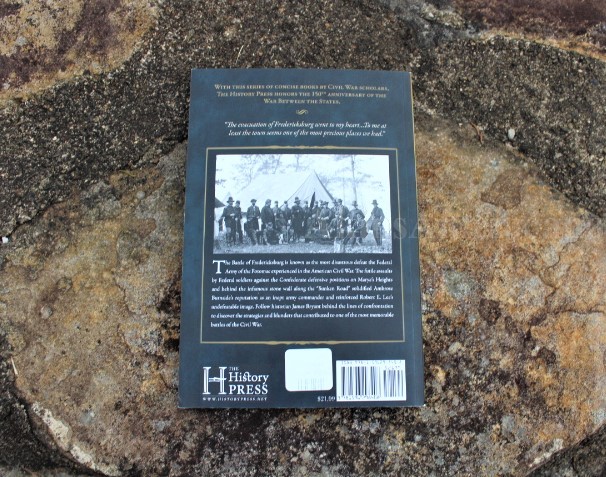 WITH THIS SERIES OF CONCISE BOOKS BY CIVIL WAR SCHOLARS,
THE HISTORY PRESS HONORS THE 150TH ANNIVERSARY OF THE
WAR BETWEEN THE STATES.
"The evacuation of Fredericksburg went to my heart...To me at
least the town seems one of the most precious places we had."
The Battle of Fredericksburg is known as the most disastrous defeat the Federal
Army of the Potomac experienced in the American Civil War. The futile assaults
by Federal soldiers against the Confederate defensive positions on Marye's Heights
and behind the infamous stone wall along the "Sunken Road" solidified Ambrose
Burnside's reputation as an inept army commander and reinforced Robert E. Lee's
undefeatable image. Follow historian James Bryant behind the lines of confrontation
to discover the strategies and blunders that contributed to one of the most memorable
battles of the Civil War.
THE
History
PRESS
WWW.HISTORYPRESS.NET
$21.99